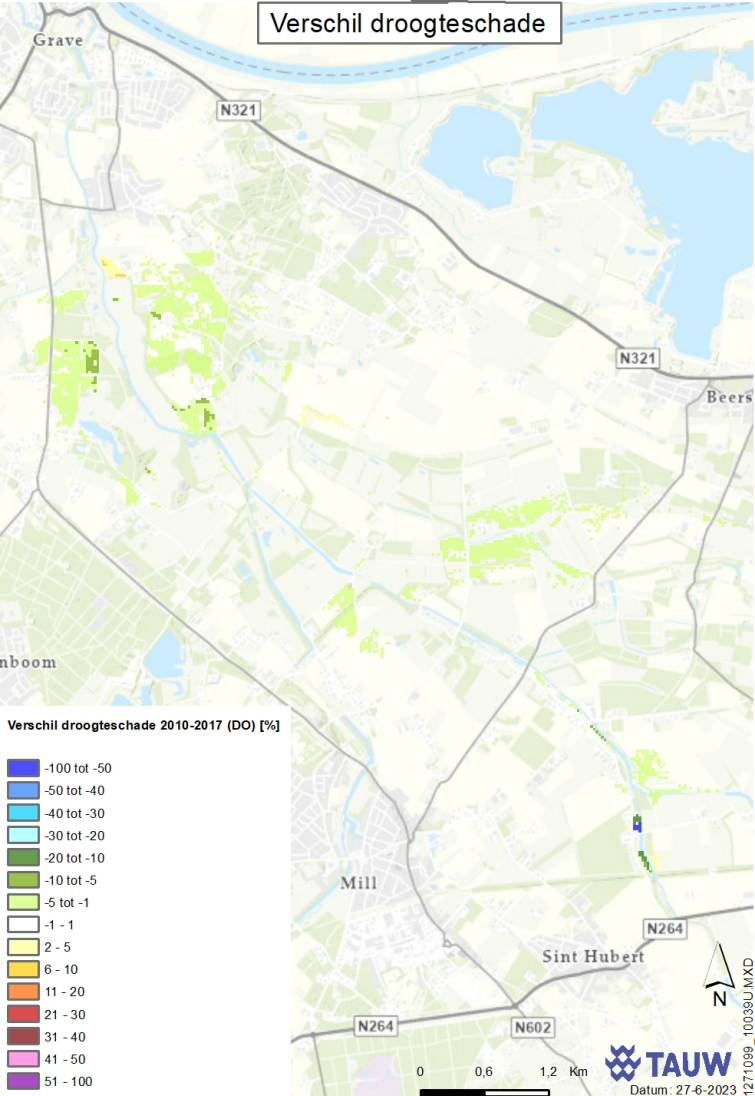 Verschil droogteschade
Grave
N321
N321
Beers
nboom
Verschil droogteschade 2010-2017 (DO) [%]
-100 tot -50
-50 tot -40
-40 tot -30
-30 tot -20
-20 tot -10
-10 tot -5
-5 tot -1
-1 - 1
2 - 5
6 - 10
11 - 20
21 - 30
31 - 40
41 - 50
51 - 100
Mill
N264
Sint Hubert
N
N264
N602
0 0,6 1,2 Km
TAUW
Datum: 27-6-2023
1271099_10039U.MXD